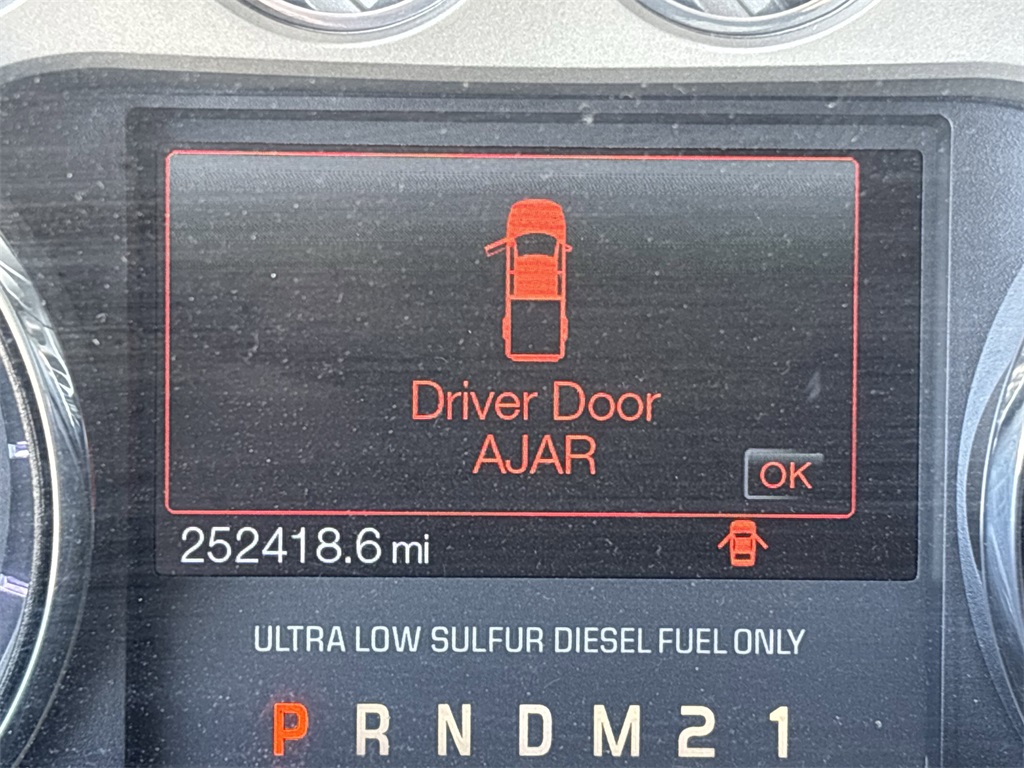 Driver Door
AJAR
OK
252418.6 mi
ULTRA LOW SULFUR DIESEL FUEL ONLY
P R N D M 2 1